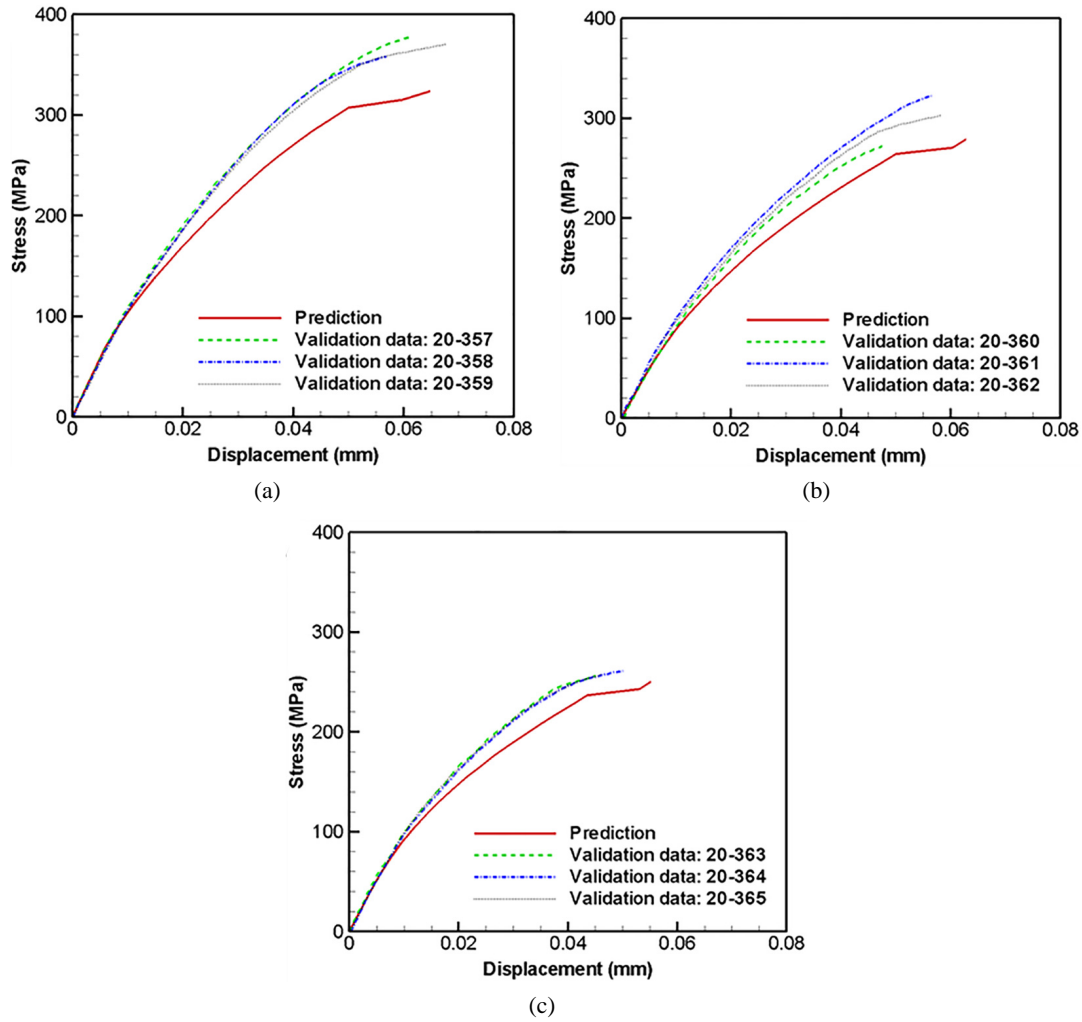 400
300
200
100
0
Stress (MPa)
Prediction
Validation data: 20-357
Validation data: 20-358
Validation data: 20-359
0 0.02 0.04 0.06 0.08
Displacement (mm)
(a)
400
300
200
100
0
Stress (MPa)
Prediction
Validation data: 20-360
Validation data: 20-361
Validation data: 20-362
0 0.02 0.04 0.06 0.08
Displacement (mm)
(b)
400
300
200
100
0
Stress (MPa)
Prediction
Validation data: 20-363
Validation data: 20-364
Validation data: 20-365
0 0.02 0.04 0.06 0.08
Displacement (mm)
(c)